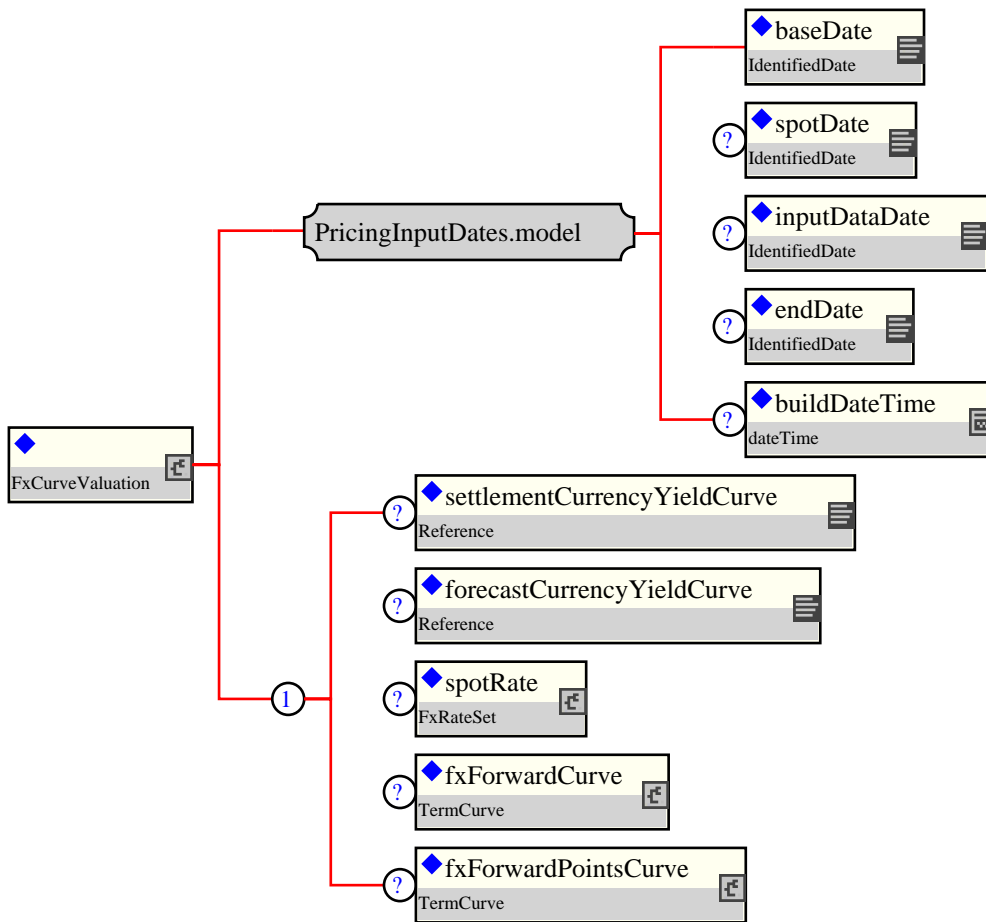 baseDate
IdentifiedDate
?
spotDate
IdentifiedDate
PricingInputDates.model
?
inputDataDate
IdentifiedDate
?
endDate
IdentifiedDate
?
buildDateTime
dateTime
FxCurveValuation
?
settlementCurrencyYieldCurve
Reference
?
forecastCurrencyYieldCurve
Reference
1
?
spotRate
FxRateSet
?
fxForwardCurve
TermCurve
?
fxForwardPointsCurve
TermCurve